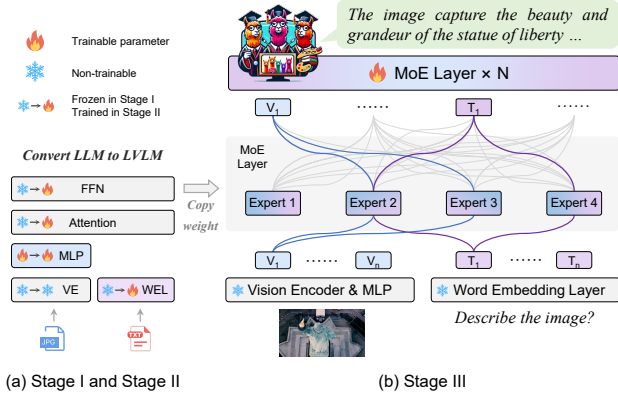 Trainable parameter
Non-trainable
Frozen in Stage I
Trained in Stage II
Convert LLM to LVLM
FFN
Attention
MLP
VE
WEL
JPG
TXT
(a) Stage I and Stage II
Copy
weight
The image capture the beauty and
grandeur of the statue of liberty ...
MoE Layer × N
V1 ...... T1 ......
MoE
Layer
Expert 1 Expert 2 Expert 3 Expert 4
V1 ...... Vn T1 ...... Tn
Vision Encoder & MLP Word Embedding Layer
Describe the image?
(b) Stage III